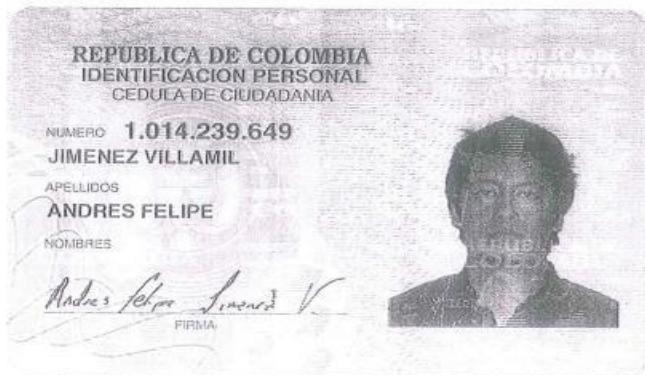 REPUBLICA DE COLOMBIA
IDENTIFICACION PERSONAL
CEDULA DE CIUDADANIA
NUMERO 1.014.239.649
JIMENEZ VILLAMIL
APELLIDOS
ANDRES FELIPE
NOMBRES
Andres Felipe Jimenez V
FIRMA